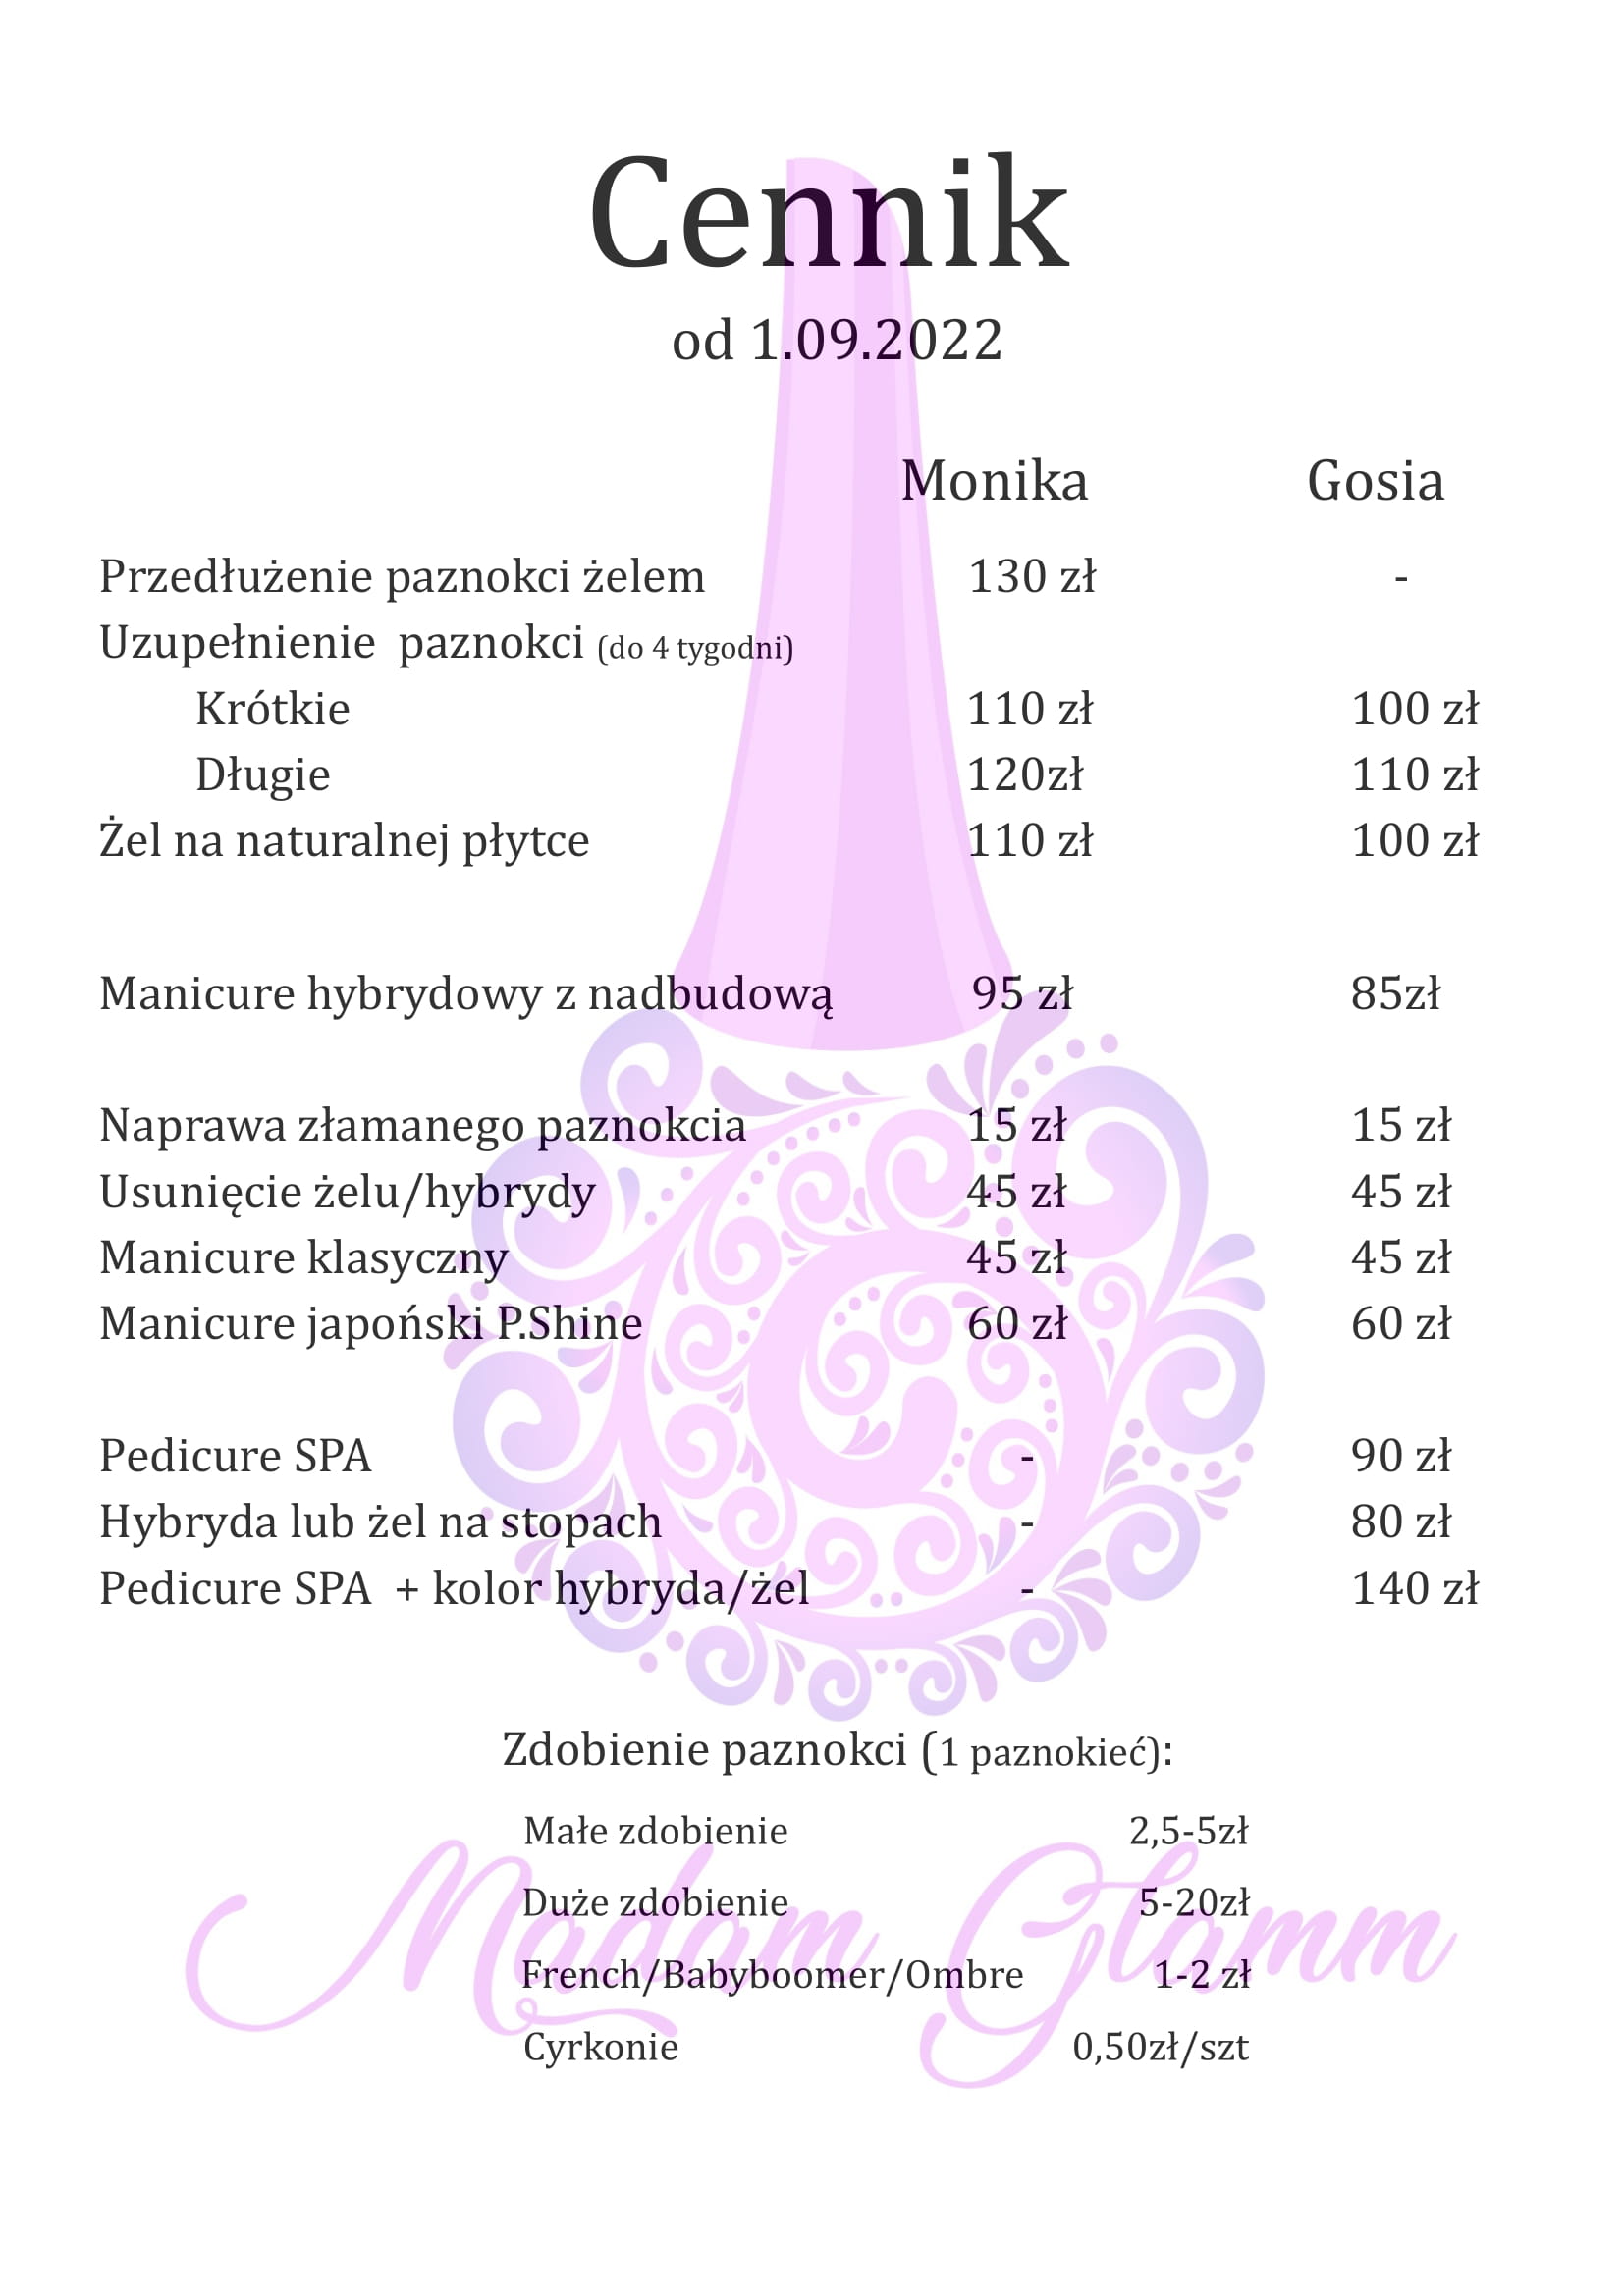 Cennik
od 1.09.2022
Monika Gosia
Przedłużenie paznokci żelem 130 zł -
Uzupełnienie paznokci (do 4 tygodni)
Krótkie 110 zł 100 zł
Długie 120zł 110 zł
Żel na naturalnej płytce 110 zł 100 zł
Manicure hybrydowy z nadbudową 95 zł 85zł
Naprawa złamanego paznokcia 15 zł 15 zł
Usunięcie żelu/hybrydy 45 zł 45 zł
Manicure klasyczny 45 zł 45 zł
Manicure japoński P.Shine 60 zł 60 zł
Pedicure SPA - 90 zł
Hybryda lub żel na stopach - 80 zł
Pedicure SPA + kolor hybryda/żel - 140 zł
Zdobienie paznokci (1 paznokieć):
Małe zdobienie 2,5-5zł
Duże zdobienie 5-20zł
Madam Glamm
French/Babyboomer/Ombre 1-2 zł
Cyrkonie 0,50zł/szt